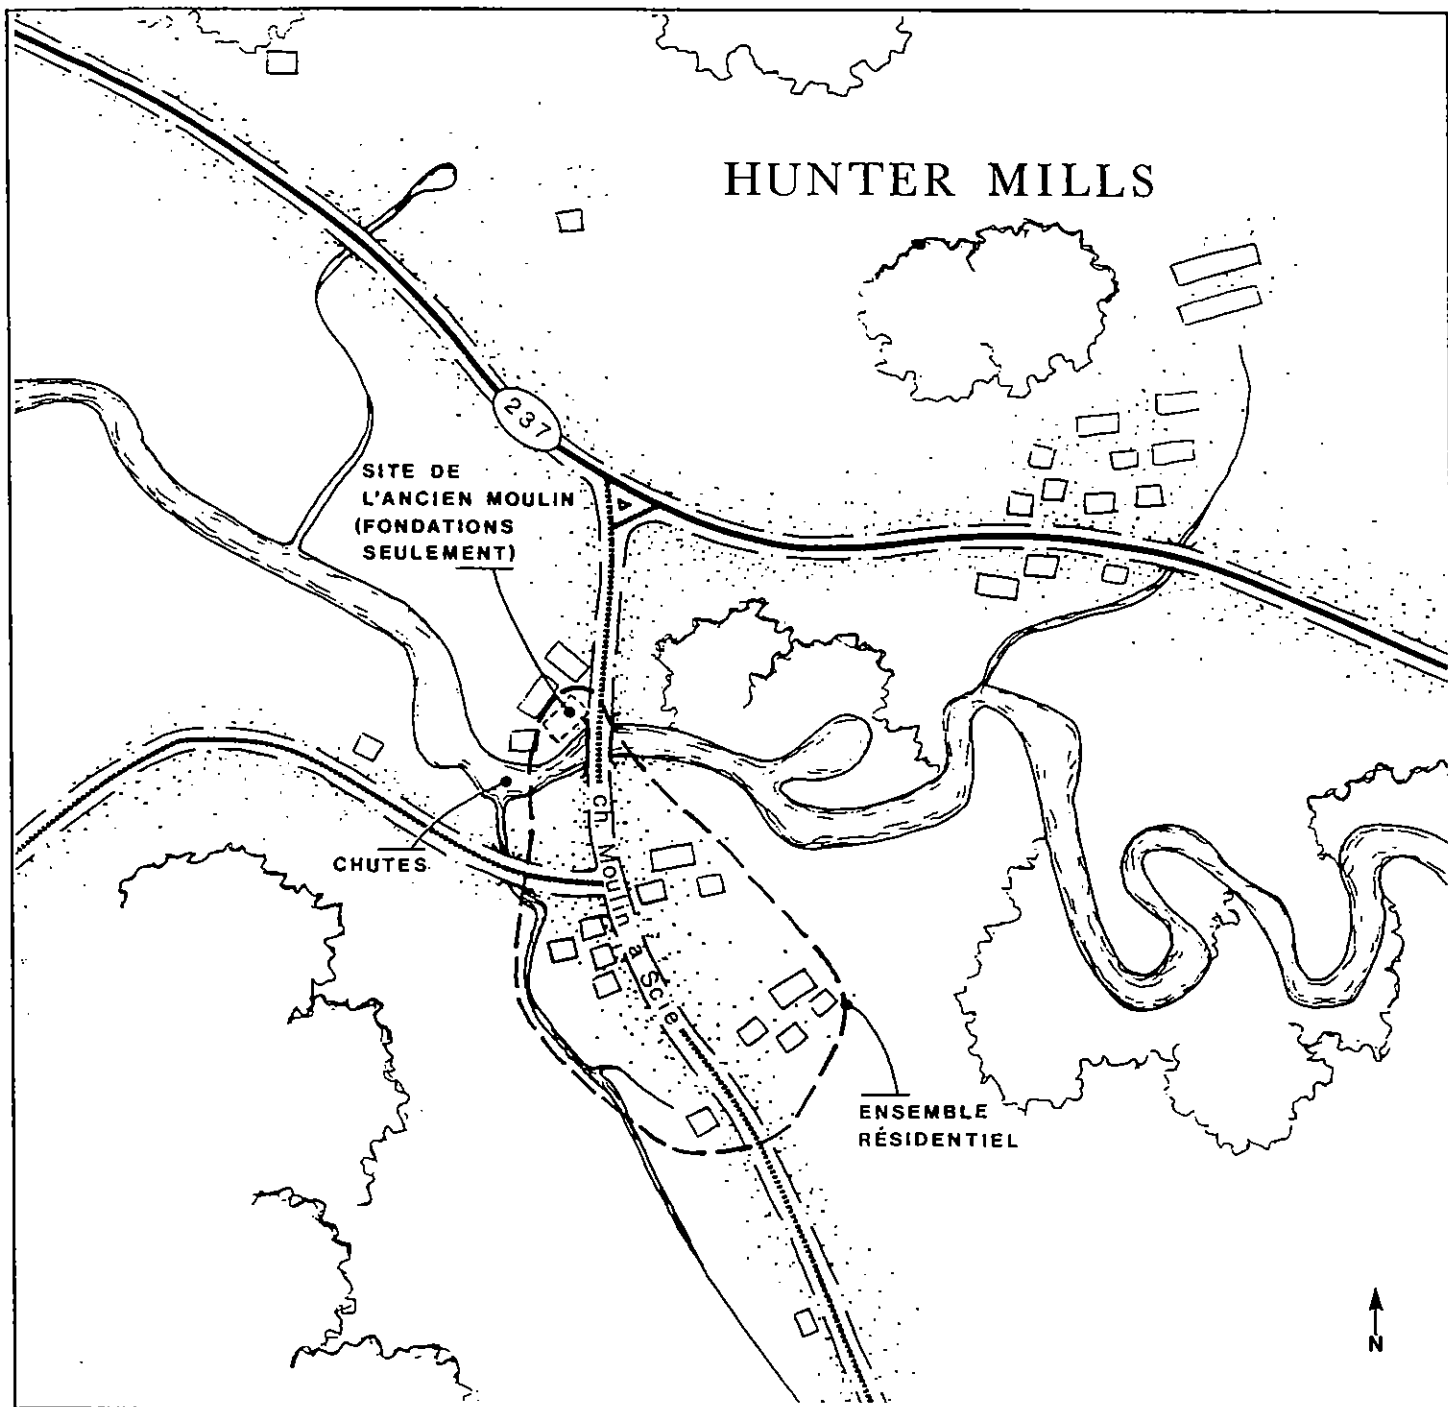 HUNTER MILLS
237
SITE DE
L'ANCIEN MOULIN
(FONDATIONS
SEULEMENT)
CHUTES
Ch. Moulin à Scie
ENSEMBLE
RÉSIDENTIEL
N